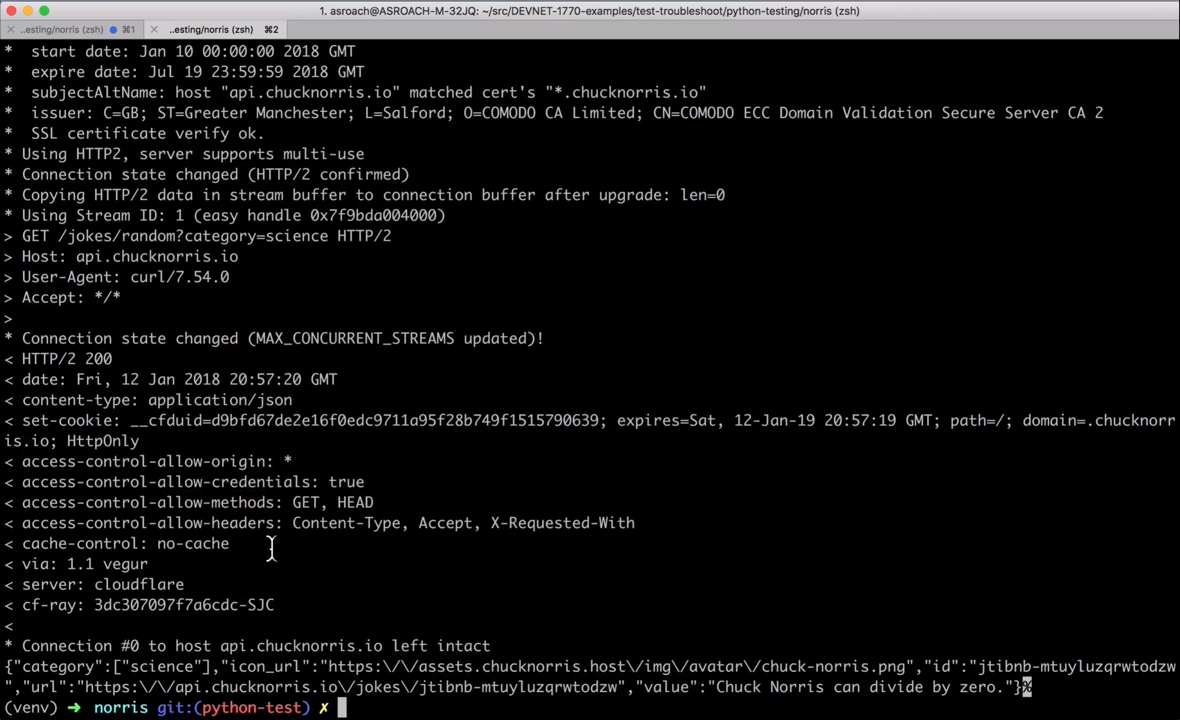 1. asroach@ASROACH-M-32JQ: ~/src/DEVNET-1770-examples/test-troubleshoot/python-testing/norris (zsh)
× ..esting/norris (zsh) ⌘1 × ..esting/norris (zsh) ⌘2
* start date: Jan 10 00:00:00 2018 GMT
* expire date: Jul 19 23:59:59 2018 GMT
* subjectAltName: host "api.chucknorris.io" matched cert's "*.chucknorris.io"
* issuer: C=GB; ST=Greater Manchester; L=Salford; O=COMODO CA Limited; CN=COMODO ECC Domain Validation Secure Server CA 2
* SSL certificate verify ok.
* Using HTTP2, server supports multi-use
* Connection state changed (HTTP/2 confirmed)
* Copying HTTP/2 data in stream buffer to connection buffer after upgrade: len=0
* Using Stream ID: 1 (easy handle 0x7f9bda004000)
> GET /jokes/random?category=science HTTP/2
> Host: api.chucknorris.io
> User-Agent: curl/7.54.0
> Accept: */*
>
* Connection state changed (MAX_CONCURRENT_STREAMS updated)!
< HTTP/2 200
< date: Fri, 12 Jan 2018 20:57:20 GMT
< content-type: application/json
< set-cookie: __cfduid=d9bfd67de2e16f0edc9711a95f28b749f1515790639; expires=Sat, 12-Jan-19 20:57:19 GMT; path=/; domain=.chucknorr
is.io; HttpOnly
< access-control-allow-origin: *
< access-control-allow-credentials: true
< access-control-allow-methods: GET, HEAD
< access-control-allow-headers: Content-Type, Accept, X-Requested-With
< cache-control: no-cache
< via: 1.1 vegur
< server: cloudflare
< cf-ray: 3dc307097f7a6cdc-SJC
<
* Connection #0 to host api.chucknorris.io left intact
{"category":["science"],"icon_url":"https:\/\/assets.chucknorris.host\/img\/avatar\/chuck-norris.png","id":"jtibnb-mtuyluzqrwtodzw
","url":"https:\/\/api.chucknorris.io\/jokes\/jtibnb-mtuyluzqrwtodzw","value":"Chuck Norris can divide by zero."}%
(venv) ➜ norris git:(python-test) ✗